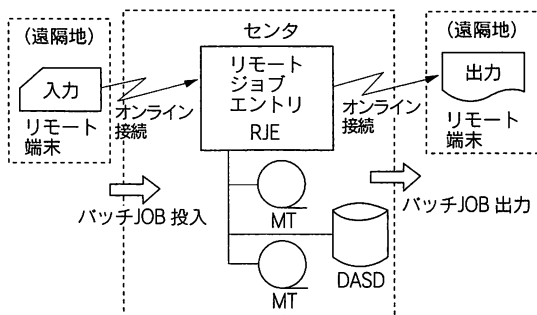 (遠隔地)
入力
リモート
端末
オンライン
接続
バッチJOB 投入
センタ
リモート
ジョブ
エントリ
RJE
MT
MT
DASD
オンライン
接続
バッチJOB 出力
(遠隔地)
出力
リモート
端末